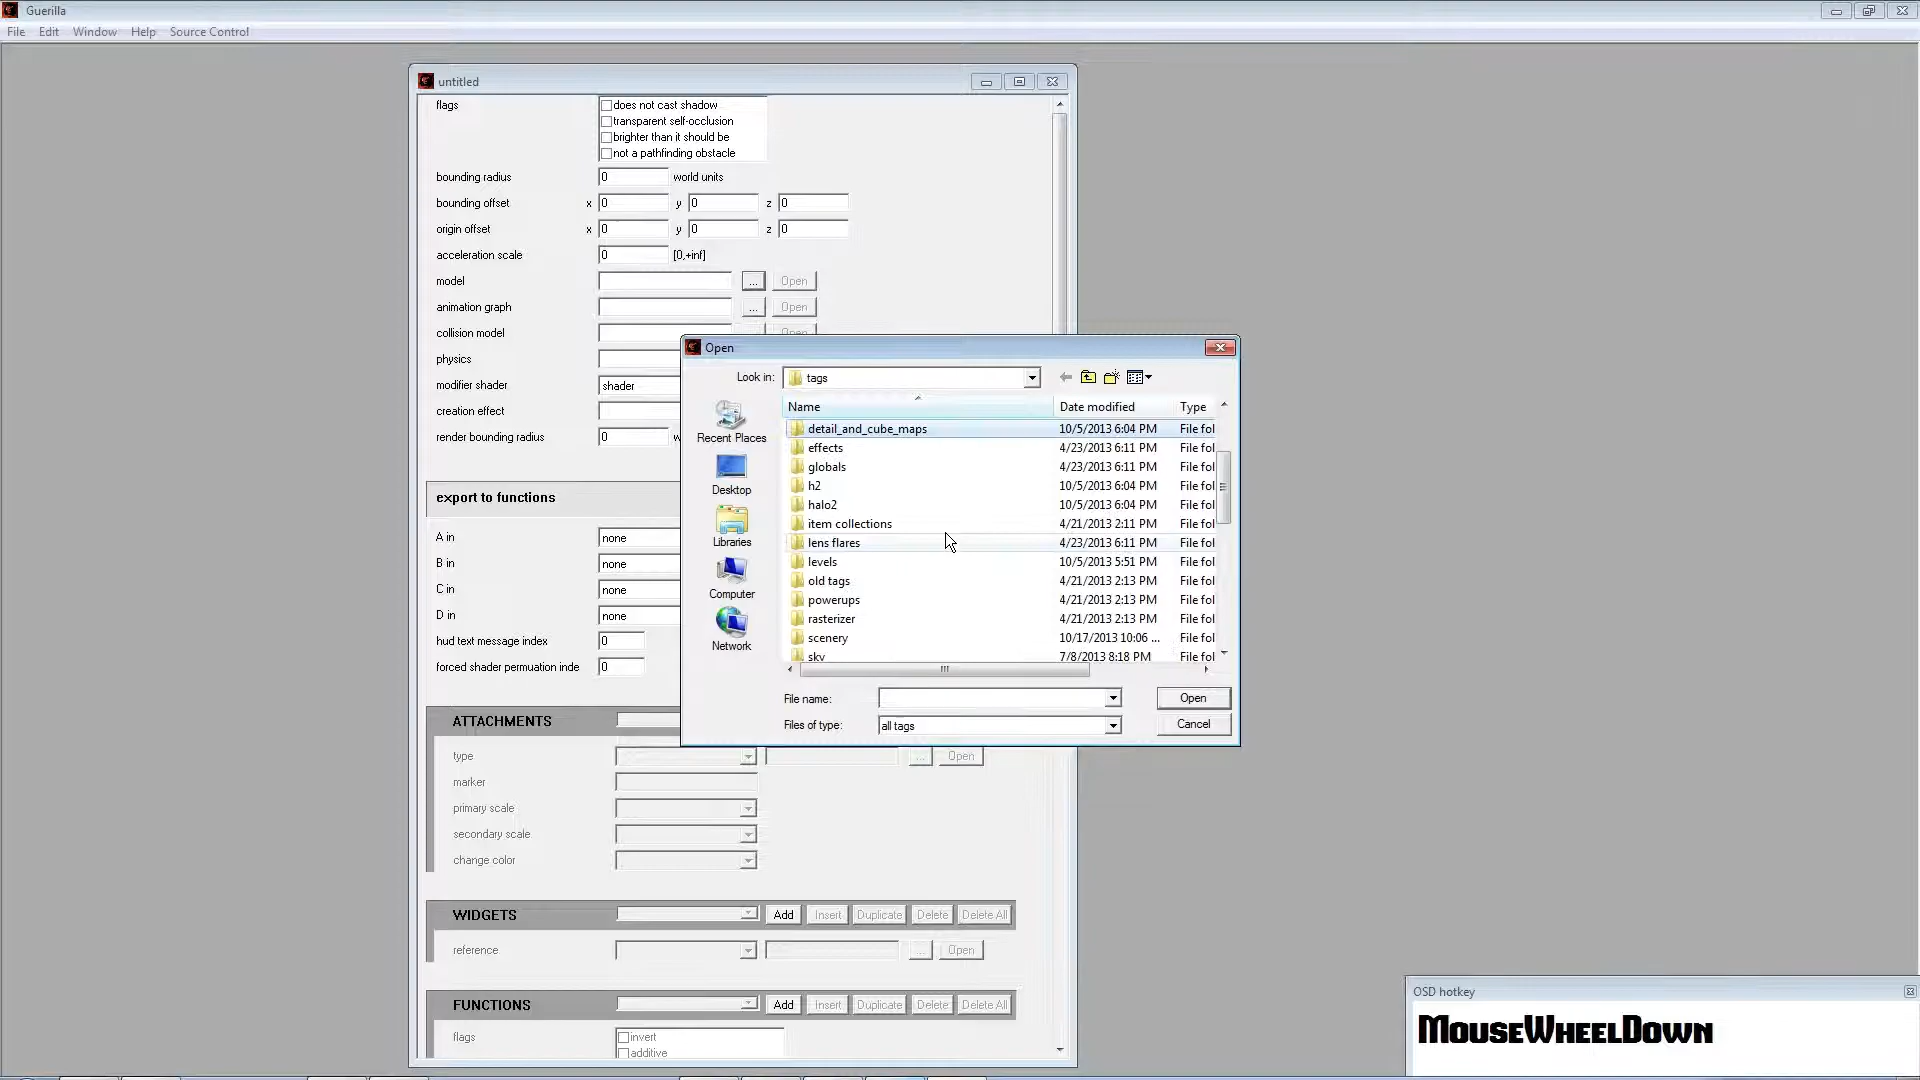 Guerilla
File Edit Window Help Source Control
untitled
flags
does not cast shadow
transparent self-occlusion
brighter than it should be
not a pathfinding obstacle
bounding radius 0 world units
bounding offset x 0 y 0 z 0
origin offset x 0 y 0 z 0
acceleration scale 0 [0,+inf]
model ... Open
animation graph ... Open
collision model Open
physics
modifier shader shader
creation effect
render bounding radius 0 w
export to functions
A in none
B in none
C in none
D in none
hud text message index 0
forced shader permuation inde 0
Open
Look in: tags
Name Date modified Type
detail_and_cube_maps 10/5/2013 6:04 PM File fol
effects 4/23/2013 6:11 PM File fol
globals 4/23/2013 6:11 PM File fol
h2 10/5/2013 6:04 PM File fol
halo2 10/5/2013 6:04 PM File fol
item collections 4/21/2013 2:11 PM File fol
lens flares 4/23/2013 6:11 PM File fol
levels 10/5/2013 5:51 PM File fol
old tags 4/21/2013 2:13 PM File fol
powerups 4/21/2013 2:13 PM File fol
rasterizer 4/21/2013 2:13 PM File fol
scenery 10/17/2013 10:06 ... File fol
sky 7/8/2013 8:18 PM File fol
Recent Places
Desktop
Libraries
Computer
Network
File name: Open
Files of type: all tags Cancel
ATTACHMENTS
type ... Open
marker
primary scale
secondary scale
change color
WIDGETS Add Insert Duplicate Delete Delete All
reference ... Open
FUNCTIONS Add Insert Duplicate Delete Delete All
flags invert
additive
OSD hotkey
MouseWheelDown